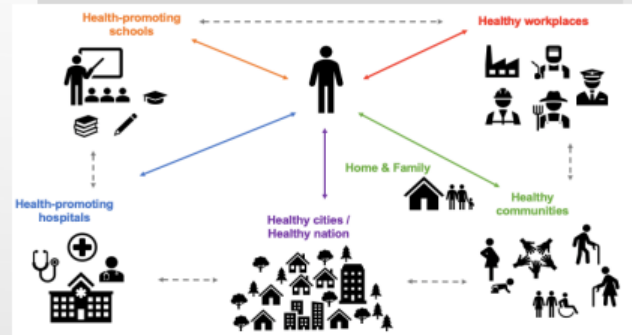 Health-promoting
schools
Healthy workplaces
Home & Family
Health-promoting
hospitals
Healthy cities /
Healthy nation
Healthy
communities